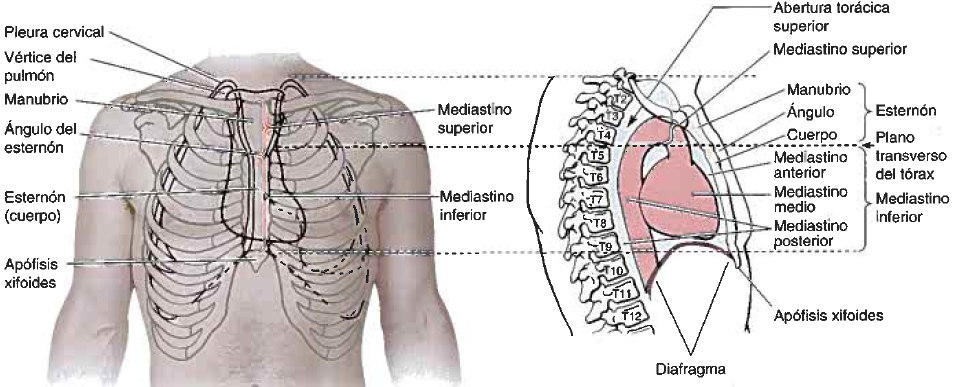 Pleura cervical
Vértice del
pulmón
Manubrio
Ángulo del
esternón
Esternón
(cuerpo)
Apófisis
xifoides
Mediastino
superior
Mediastino
inferior
Abertura torácica
superior
Mediastino superior
Manubrio
Ángulo
Cuerpo
Mediastino
anterior
Mediastino
medio
Mediastino
posterior
Esternón
Plano
transverso
del tórax
Mediastino
inferior
T2
T3
T4
T5
T6
T7
T8
T9
T10
T11
T12
Apófisis xifoides
Diafragma